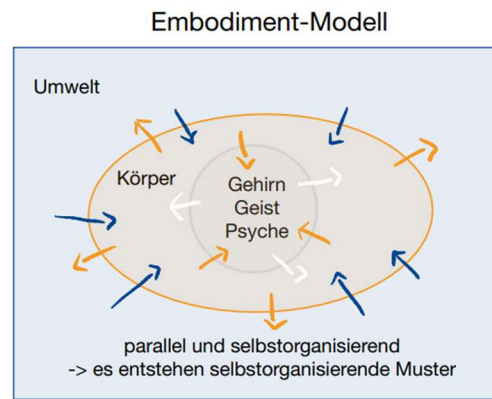 Embodiment-Modell
Umwelt
Körper
Gehirn
Geist
Psyche
parallel und selbstorganisierend
-> es entstehen selbstorganisierende Muster